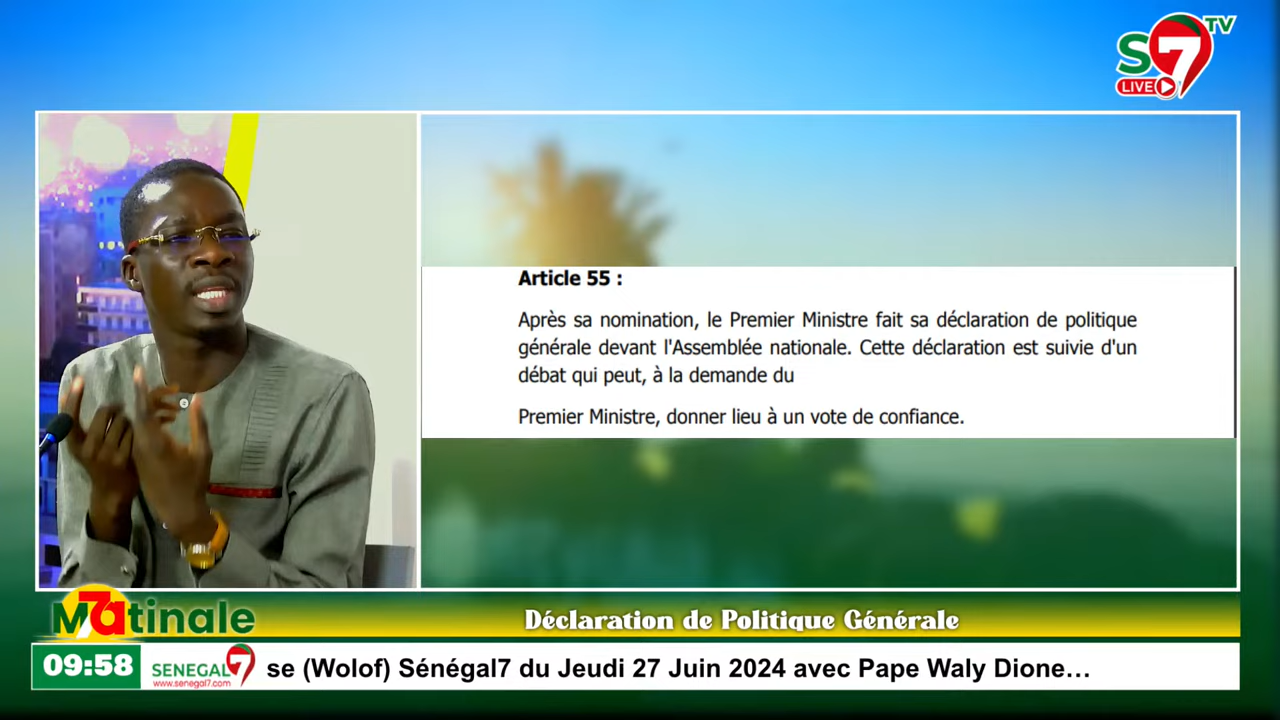 S7 TV
LIVE
Article 55 :
Après sa nomination, le Premier Ministre fait sa déclaration de politique
générale devant l'Assemblée nationale. Cette déclaration est suivie d'un
débat qui peut, à la demande du
Premier Ministre, donner lieu à un vote de confiance.
Matinale
Déclaration de Politique Générale
09:58
SENEGAL7
www.senegal7.com
se (Wolof) Sénégal7 du Jeudi 27 Juin 2024 avec Pape Waly Dione...